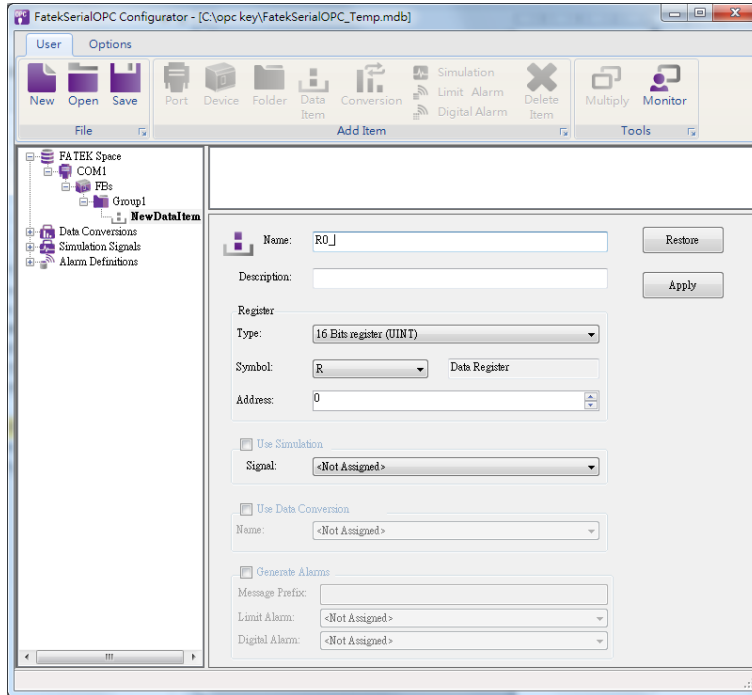 FatekSerialOPC Configurator - [C:\opc key\FatekSerialOPC_Temp.mdb]
User Options
New Open Save Port Device Folder Data Item Conversion Simulation Limit Alarm Digital Alarm Delete Item Multiply Monitor
File Add Item Tools
FATEK Space
COM1
FBs
Group1
NewDataItem
Data Conversions
Simulation Signals
Alarm Definitions
Name: R0_ Restore
Description: Apply
Register
Type: 16 Bits register (UINT)
Symbol: R Data Register
Address: 0
Use Simulation
Signal: <Not Assigned>
Use Data Conversion
Name: <Not Assigned>
Generate Alarms
Message Prefix:
Limit Alarm: <Not Assigned>
Digital Alarm: <Not Assigned>